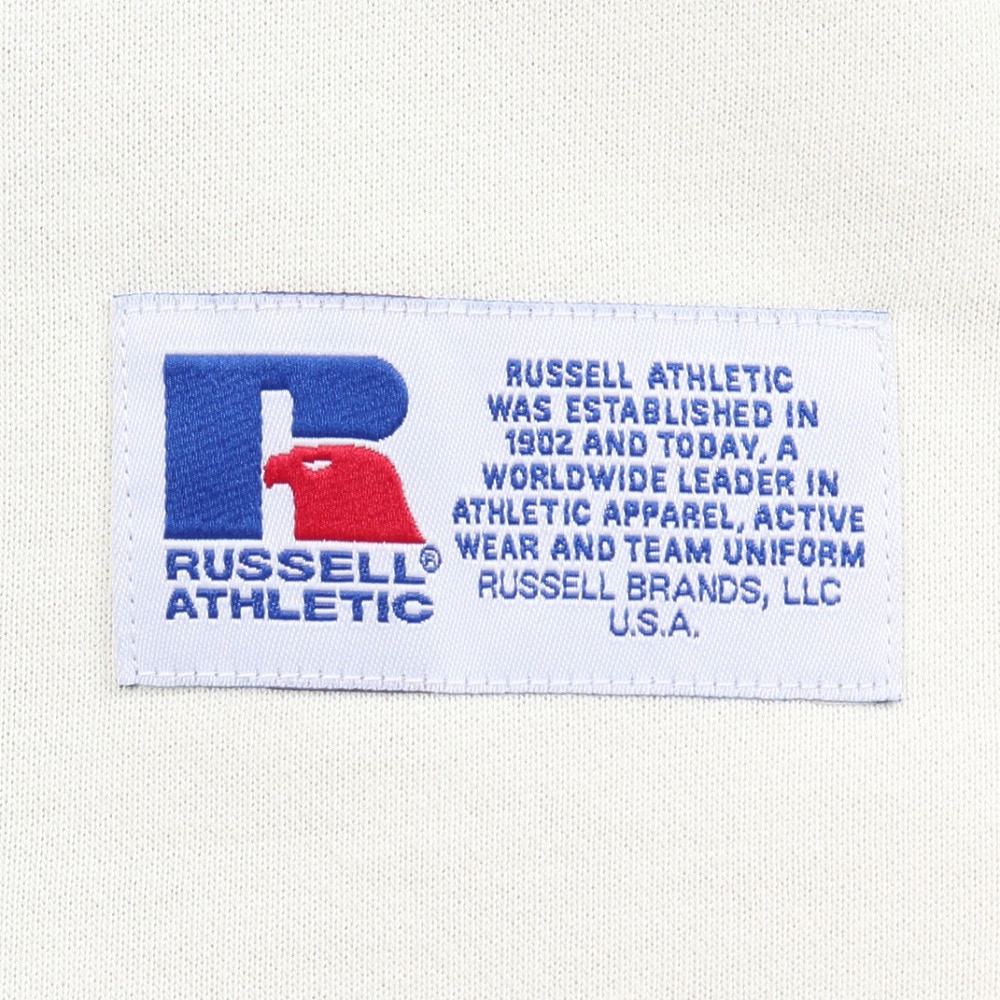 RUSSELL®
ATHLETIC
RUSSELL ATHLETIC
WAS ESTABLISHED IN
1902 AND TODAY, A
WORLDWIDE LEADER IN
ATHLETIC APPAREL, ACTIVE
WEAR AND TEAM UNIFORM
RUSSELL BRANDS, LLC
U.S.A.